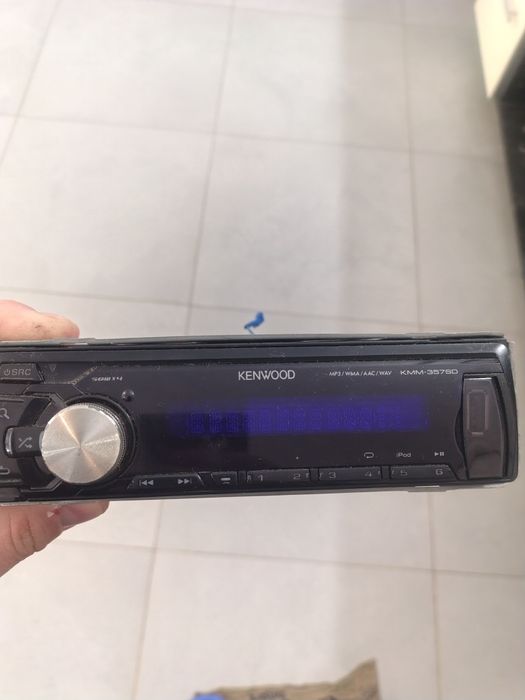 SRC
50W×4
KENWOOD
MP3/WMA/AAC/WAV
KMM-357SD
iPod
1
2
3
4
5
6